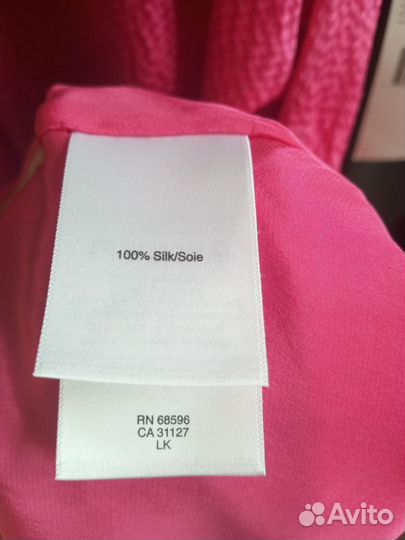 100% Silk/Soie
RN 68596
CA 31127
LK
Avito